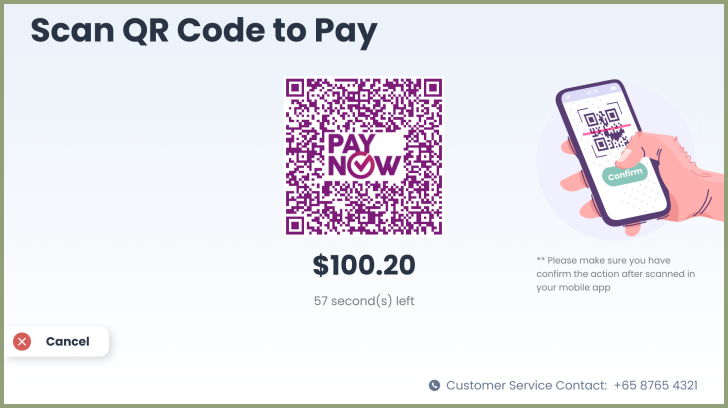 Scan QR Code to Pay
PAY
NOW
$100.20
57 second(s) left
Confirm
** Please make sure you have
confirm the action after scanned in
your mobile app
Cancel
Customer Service Contact: +65 8765 4321